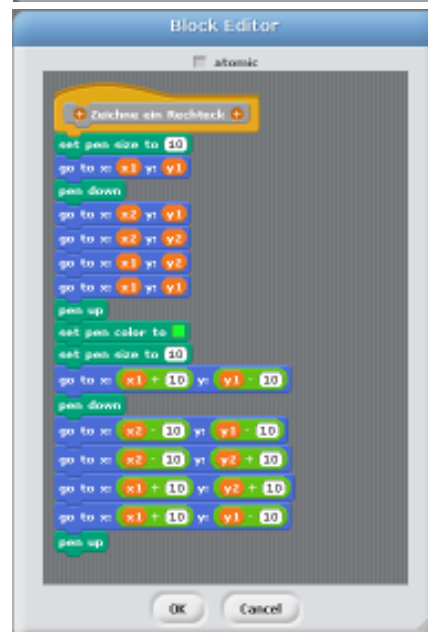 Block Editor
atomic
+ Zeichne ein Rechteck +
set pen size to 10
go to x: x1 y: y1
pen down
go to x: x2 y: y1
go to x: x2 y: y2
go to x: x1 y: y2
go to x: x1 y: y1
pen up
set pen color to
set pen size to 10
go to x: x1 + 10 y: y1 - 10
pen down
go to x: x2 - 10 y: y1 - 10
go to x: x2 - 10 y: y2 + 10
go to x: x1 + 10 y: y2 + 10
go to x: x1 + 10 y: y1 - 10
pen up
OK Cancel